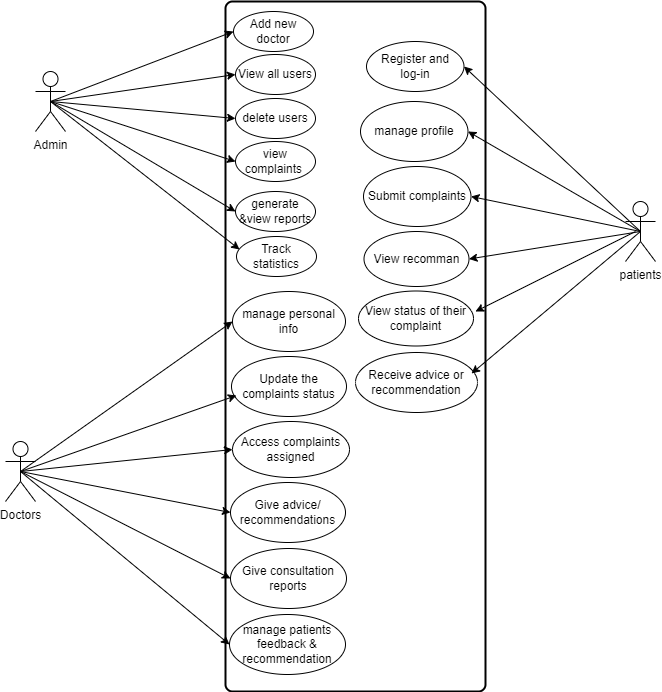 Add new
doctor
View all users
delete users
view
complaints
generate
&view reports
Track
statistics
Admin
manage personal
info
Update the
complaints status
Access complaints
assigned
Give advice/
recommendations
Give consultation
reports
manage patients
feedback &
recommendation
Doctors
Register and
log-in
manage profile
Submit complaints
View recomman
View status of their
complaint
Receive advice or
recommendation
patients